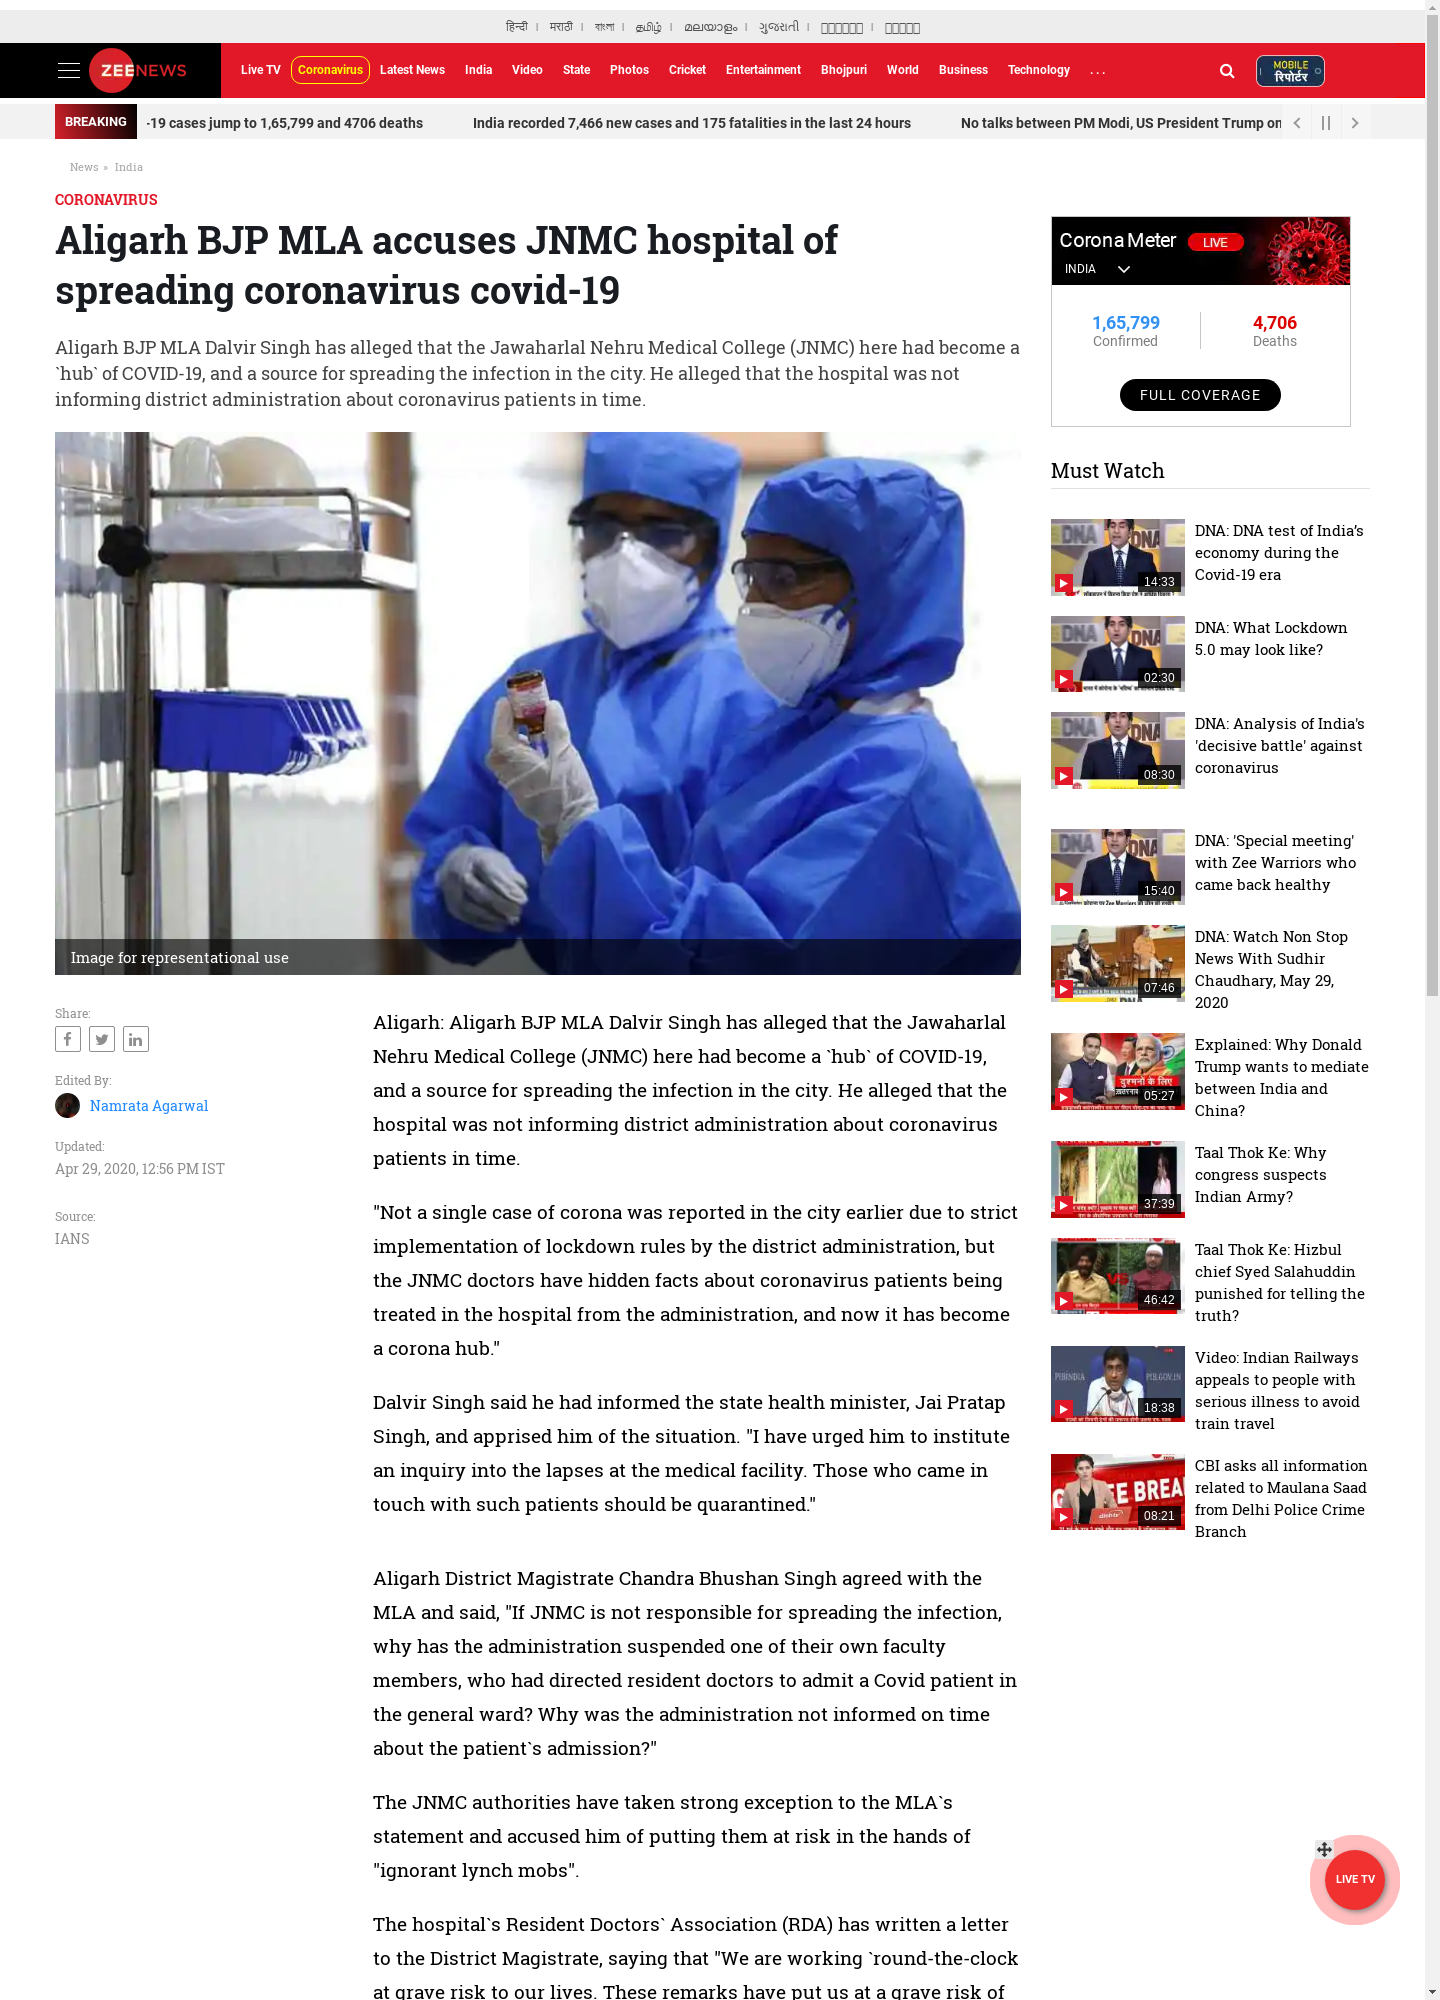 हिन्दी
मराठी
বাংলা
தமிழ்
മലയാളം
ગુજરાતી
ZEENEWS
Live TV
Coronavirus
Latest News
India
Video
State
Photos
Cricket
Entertainment
Bhojpuri
World
Business
Technology
...
MOBILE
रिपोर्टर
BREAKING
-19 cases jump to 1,65,799 and 4706 deaths
India recorded 7,466 new cases and 175 fatalities in the last 24 hours
No talks between PM Modi, US President Trump on
News » India
CORONAVIRUS
Aligarh BJP MLA accuses JNMC hospital of
spreading coronavirus covid-19
Aligarh BJP MLA Dalvir Singh has alleged that the Jawaharlal Nehru Medical College (JNMC) here had become a
`hub` of COVID-19, and a source for spreading the infection in the city. He alleged that the hospital was not
informing district administration about coronavirus patients in time.
Image for representational use
Share:
Edited By:
Namrata Agarwal
Updated:
Apr 29, 2020, 12:56 PM IST
Source:
IANS
Aligarh: Aligarh BJP MLA Dalvir Singh has alleged that the Jawaharlal
Nehru Medical College (JNMC) here had become a `hub` of COVID-19,
and a source for spreading the infection in the city. He alleged that the
hospital was not informing district administration about coronavirus
patients in time.
"Not a single case of corona was reported in the city earlier due to strict
implementation of lockdown rules by the district administration, but
the JNMC doctors have hidden facts about coronavirus patients being
treated in the hospital from the administration, and now it has become
a corona hub."
Dalvir Singh said he had informed the state health minister, Jai Pratap
Singh, and apprised him of the situation. "I have urged him to institute
an inquiry into the lapses at the medical facility. Those who came in
touch with such patients should be quarantined."
Aligarh District Magistrate Chandra Bhushan Singh agreed with the
MLA and said, "If JNMC is not responsible for spreading the infection,
why has the administration suspended one of their own faculty
members, who had directed resident doctors to admit a Covid patient in
the general ward? Why was the administration not informed on time
about the patient`s admission?"
The JNMC authorities have taken strong exception to the MLA`s
statement and accused him of putting them at risk in the hands of
"ignorant lynch mobs".
The hospital`s Resident Doctors` Association (RDA) has written a letter
to the District Magistrate, saying that "We are working `round-the-clock
at grave risk to our lives. These remarks have put us at a grave risk of
Corona Meter LIVE
INDIA
1,65,799
Confirmed
4,706
Deaths
FULL COVERAGE
Must Watch
14:33
DNA: DNA test of India’s
economy during the
Covid-19 era
02:30
DNA: What Lockdown
5.0 may look like?
08:30
DNA: Analysis of India's
'decisive battle' against
coronavirus
15:40
DNA: 'Special meeting'
with Zee Warriors who
came back healthy
07:46
DNA: Watch Non Stop
News With Sudhir
Chaudhary, May 29,
2020
05:27
Explained: Why Donald
Trump wants to mediate
between India and
China?
37:39
Taal Thok Ke: Why
congress suspects
Indian Army?
46:42
Taal Thok Ke: Hizbul
chief Syed Salahuddin
punished for telling the
truth?
18:38
Video: Indian Railways
appeals to people with
serious illness to avoid
train travel
08:21
CBI asks all information
related to Maulana Saad
from Delhi Police Crime
Branch
LIVE TV